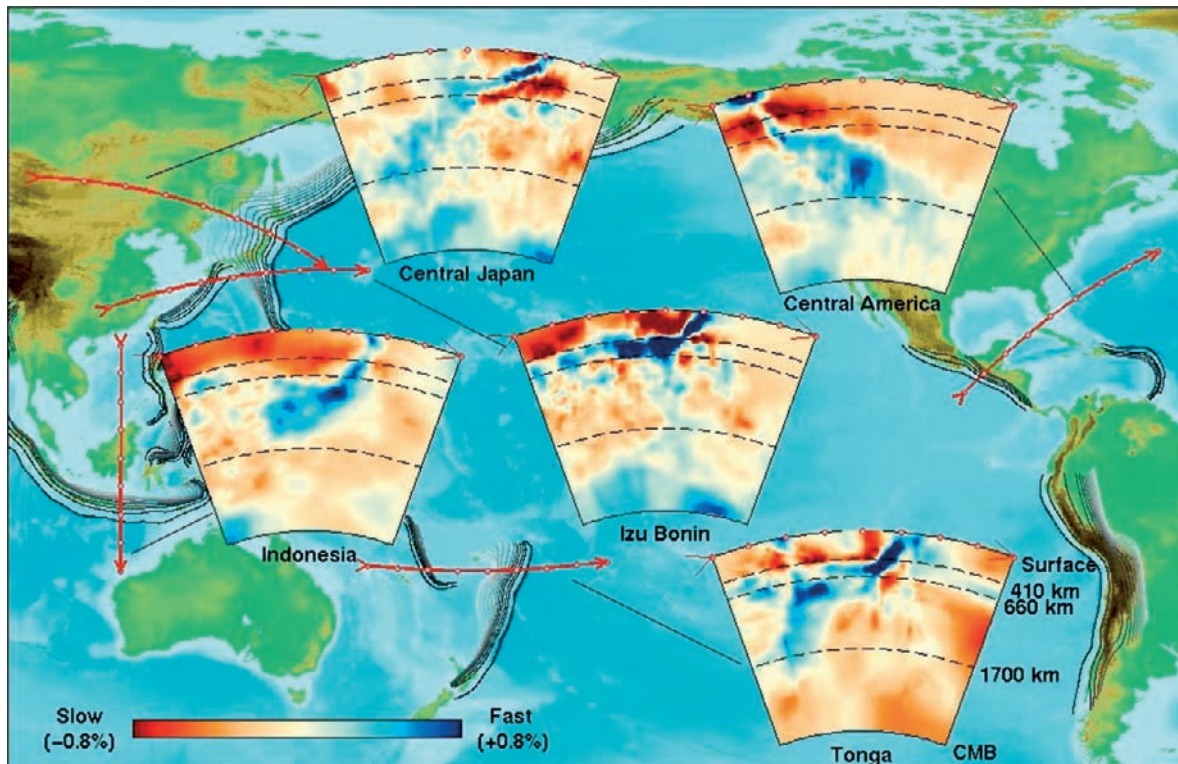 Central Japan
Central America
Indonesia
Izu Bonin
Surface
410 km
660 km
1700 km
Slow
(−0.8%)
Fast
(+0.8%)
Tonga
CMB